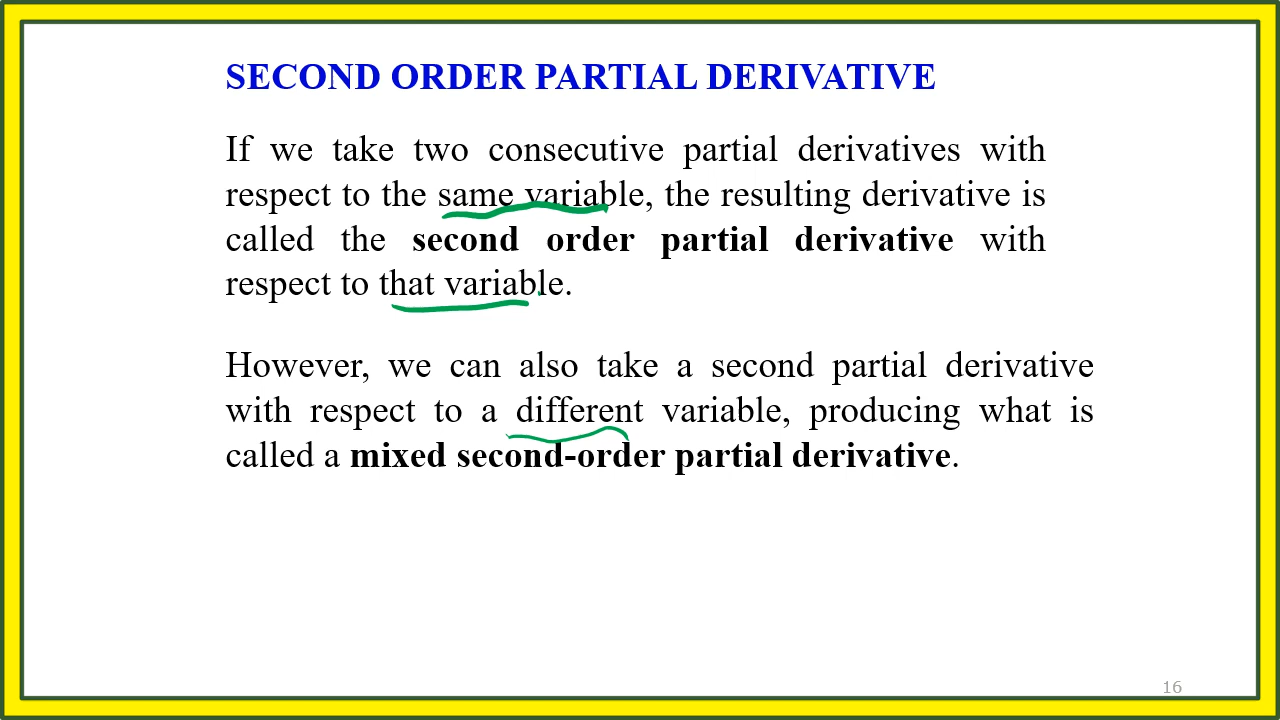 SECOND ORDER PARTIAL DERIVATIVE
If we take two consecutive partial derivatives with
respect to the same variable, the resulting derivative is
called the second order partial derivative with
respect to that variable.
However, we can also take a second partial derivative
with respect to a different variable, producing what is
called a mixed second-order partial derivative.
16